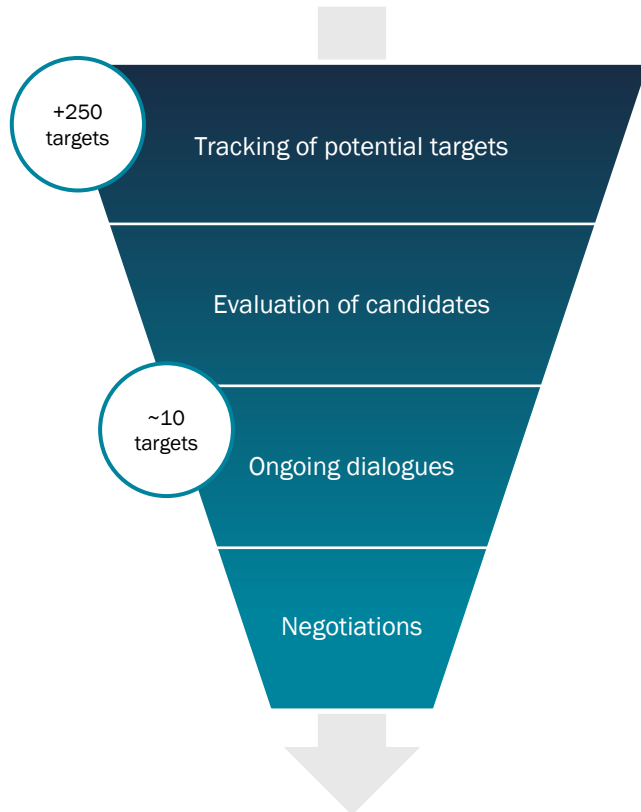 +250
targets
Tracking of potential targets
Evaluation of candidates
~10
targets
Ongoing dialogues
Negotiations